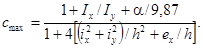 c_max = (1 + I_x / I_y + α/9,87) / (1 + 4[(i_x^2 + i_y^2)/h^2 + e_x/h]).